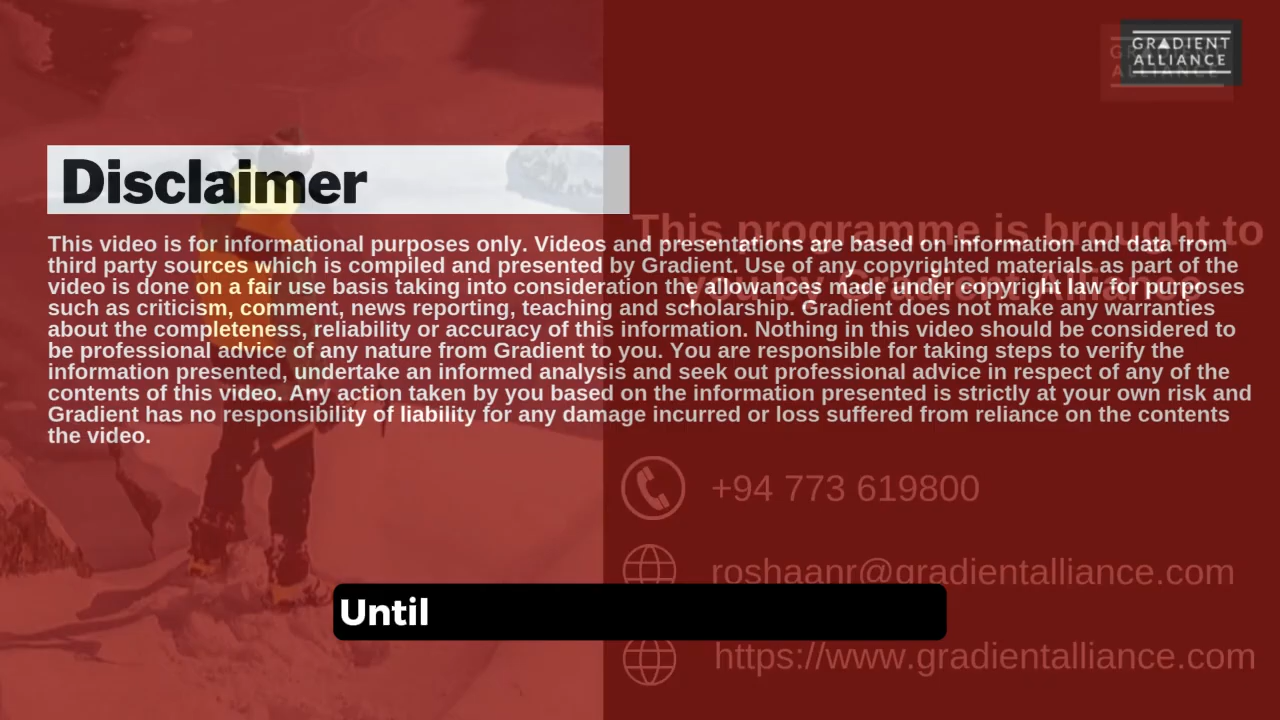 GRADIENT
ALLIANCE
Disclaimer
This programme is brought to
you by Gradient Alliance
This video is for informational purposes only. Videos and presentations are based on information and data from
third party sources which is compiled and presented by Gradient. Use of any copyrighted materials as part of the
video is done on a fair use basis taking into consideration the allowances made under copyright law for purposes
such as criticism, comment, news reporting, teaching and scholarship. Gradient does not make any warranties
about the completeness, reliability or accuracy of this information. Nothing in this video should be considered to
be professional advice of any nature from Gradient to you. You are responsible for taking steps to verify the
information presented, undertake an informed analysis and seek out professional advice in respect of any of the
contents of this video. Any action taken by you based on the information presented is strictly at your own risk and
Gradient has no responsibility of liability for any damage incurred or loss suffered from reliance on the contents
the video.
+94 773 619800
roshaanr@gradientalliance.com
Until
https://www.gradientalliance.com